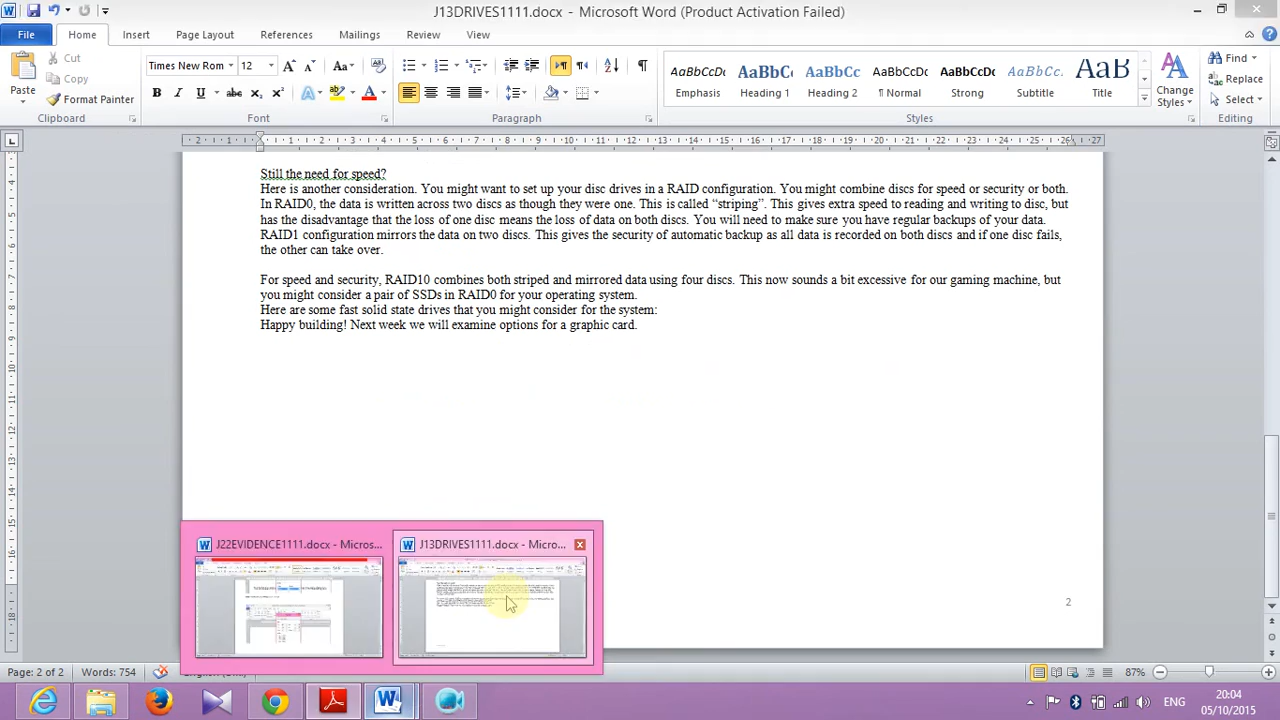 J13DRIVES1111.docx - Microsoft Word (Product Activation Failed)
File Home Insert Page Layout References Mailings Review View
Paste
Cut
Copy
Format Painter
Clipboard
Times New Rom 12
Font
Paragraph
AaBbCcDc AaBbC AaBbCc AaBbCcDc AaBbCcDc AaBbCc. AaB
Emphasis Heading 1 Heading 2 ¶ Normal Strong Subtitle Title
Styles
Change Styles
Find
Replace
Select
Editing
Still the need for speed?
Here is another consideration. You might want to set up your disc drives in a RAID configuration. You might combine discs for speed or security or both.
In RAID0, the data is written across two discs as though they were one. This is called “striping”. This gives extra speed to reading and writing to disc, but
has the disadvantage that the loss of one disc means the loss of data on both discs. You will need to make sure you have regular backups of your data.
RAID1 configuration mirrors the data on two discs. This gives the security of automatic backup as all data is recorded on both discs and if one disc fails,
the other can take over.
For speed and security, RAID10 combines both striped and mirrored data using four discs. This now sounds a bit excessive for our gaming machine, but
you might consider a pair of SSDs in RAID0 for your operating system.
Here are some fast solid state drives that you might consider for the system:
Happy building! Next week we will examine options for a graphic card.
J22EVIDENCE1111.docx - Micros...
J13DRIVES1111.docx - Micro...
2
Page: 2 of 2 Words: 754
87%
ENG
20:04
05/10/2015